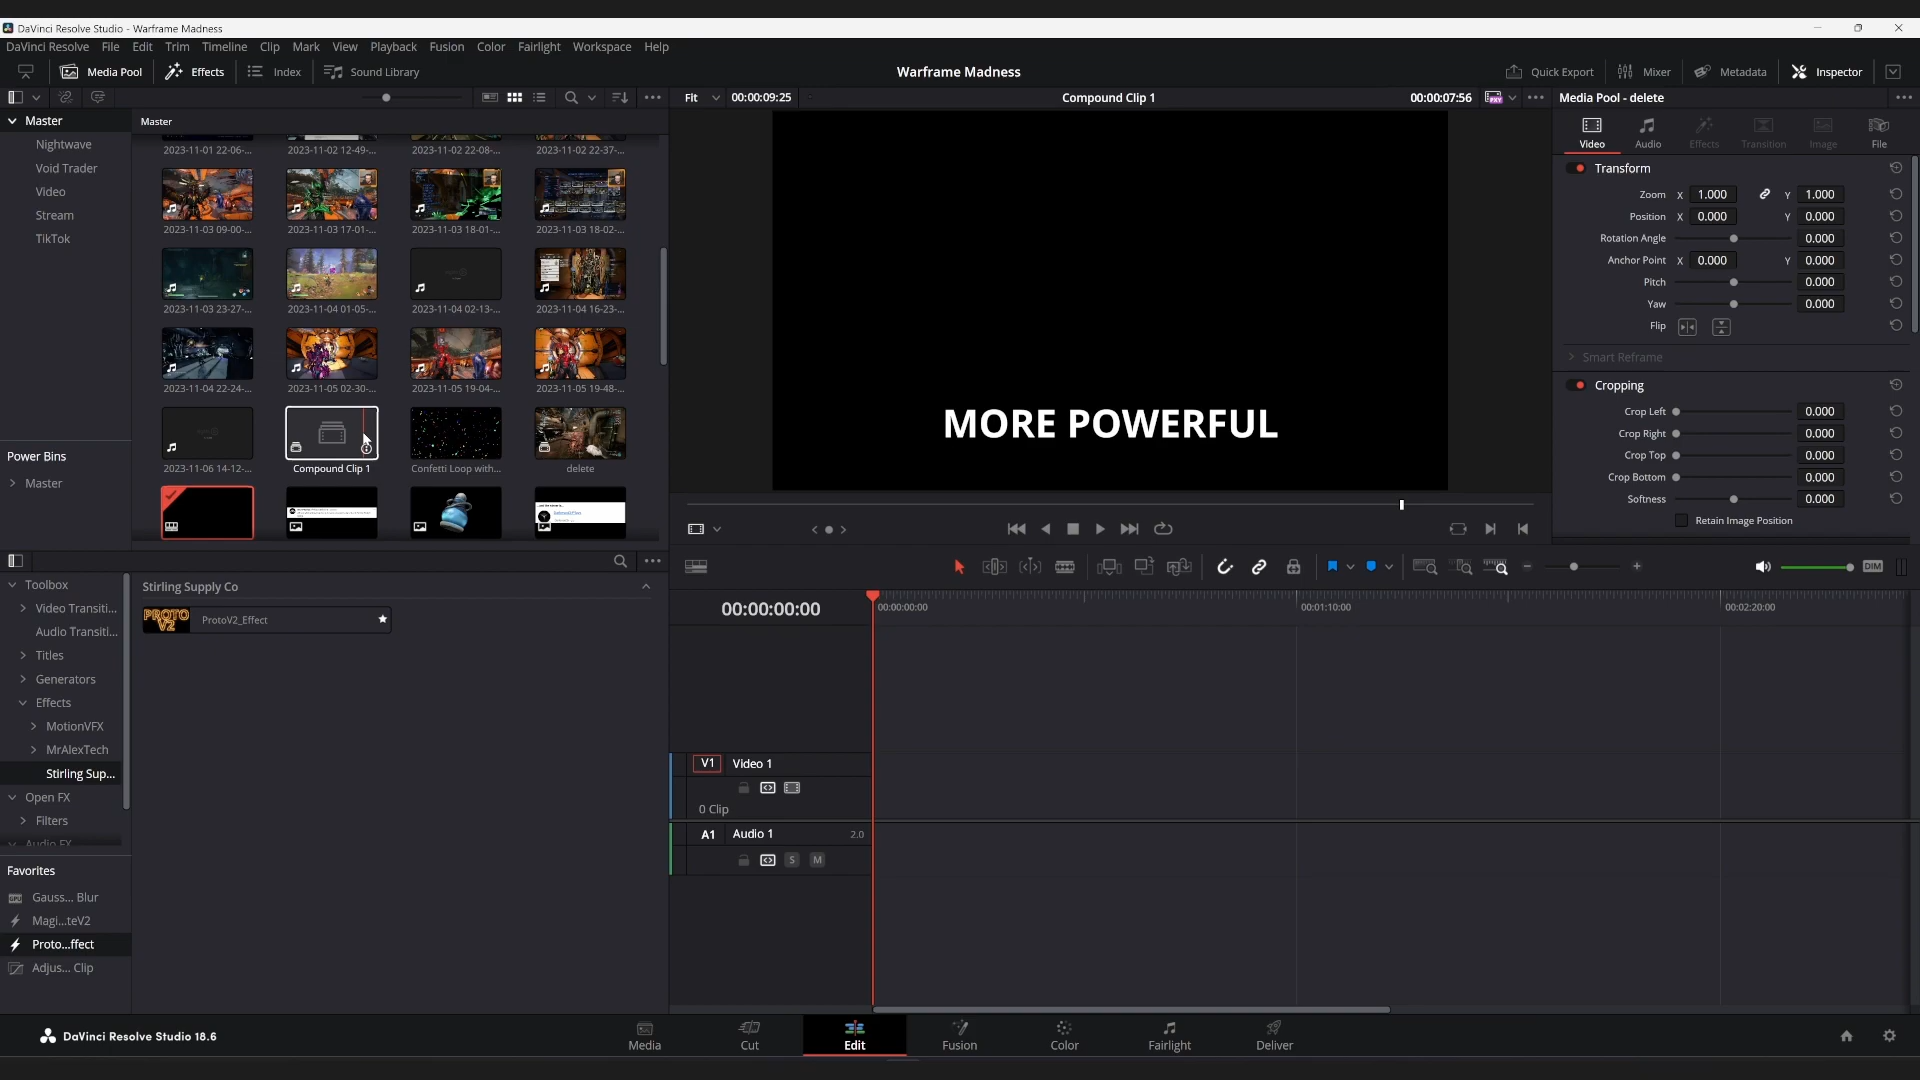 DaVinci Resolve Studio - Warframe Madness
DaVinci Resolve File Edit Trim Timeline Clip Mark View Playback Fusion Color Fairlight Workspace Help
Media Pool Effects Index Sound Library Warframe Madness Quick Export Mixer Metadata Inspector
Fit 00:00:09:25 Compound Clip 1 00:00:07:56 Media Pool - delete
Master
Nightwave
Void Trader
Video
Stream
TikTok
Power Bins
Master
Master
2023-11-01 22-06-... 2023-11-02 12-49-... 2023-11-02 22-08-... 2023-11-02 22-37-...
2023-11-03 09-00-... 2023-11-03 17-01-... 2023-11-03 18-01-... 2023-11-03 18-02-...
2023-11-03 23-27-... 2023-11-04 01-05-... 2023-11-04 02-13-... 2023-11-04 16-23-...
2023-11-04 22-24-... 2023-11-05 02-30-... 2023-11-05 19-04-... 2023-11-05 19-48-...
2023-11-06 14-12-... Compound Clip 1 Confetti Loop with... delete
MORE POWERFUL
Video Audio Effects Transition Image File
Transform
Zoom X 1.000 Y 1.000
Position X 0.000 Y 0.000
Rotation Angle 0.000
Anchor Point X 0.000 Y 0.000
Pitch 0.000
Yaw 0.000
Flip
Smart Reframe
Cropping
Crop Left 0.000
Crop Right 0.000
Crop Top 0.000
Crop Bottom 0.000
Softness 0.000
Retain Image Position
Toolbox
Video Transiti...
Audio Transiti...
Titles
Generators
Effects
MotionVFX
MrAlexTech
Stirling Sup...
Open FX
Filters
Audio FX
Favorites
Gauss... Blur
Magi...teV2
Proto...ffect
Adjus... Clip
Stirling Supply Co
PROTO V2 ProtoV2_Effect
DIM
00:00:00:00 00:00:00:00 00:01:10:00 00:02:20:00
V1 Video 1
0 Clip
A1 Audio 1 2.0
S M
DaVinci Resolve Studio 18.6
Media Cut Edit Fusion Color Fairlight Deliver